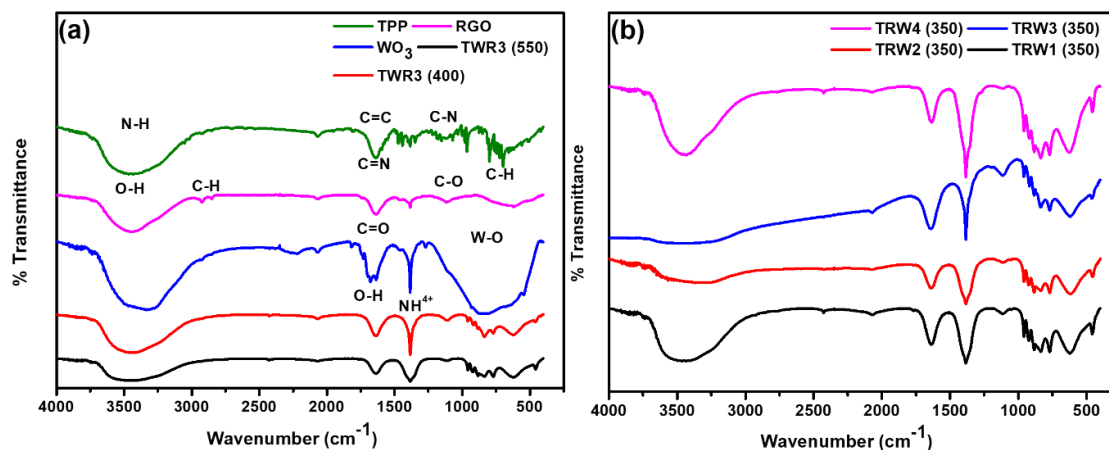 (a)
TPP RGO
WO3 TWR3 (550)
TWR3 (400)
N-H
C=C
C-N
C=N
C-H
O-H
C-H
C-O
C=O
W-O
O-H
NH4+
% Transmittance
4000 3500 3000 2500 2000 1500 1000 500
Wavenumber (cm-1)
(b)
TRW4 (350) TRW3 (350)
TRW2 (350) TRW1 (350)
% Transmittance
4000 3500 3000 2500 2000 1500 1000 500
Wavenumber (cm-1)